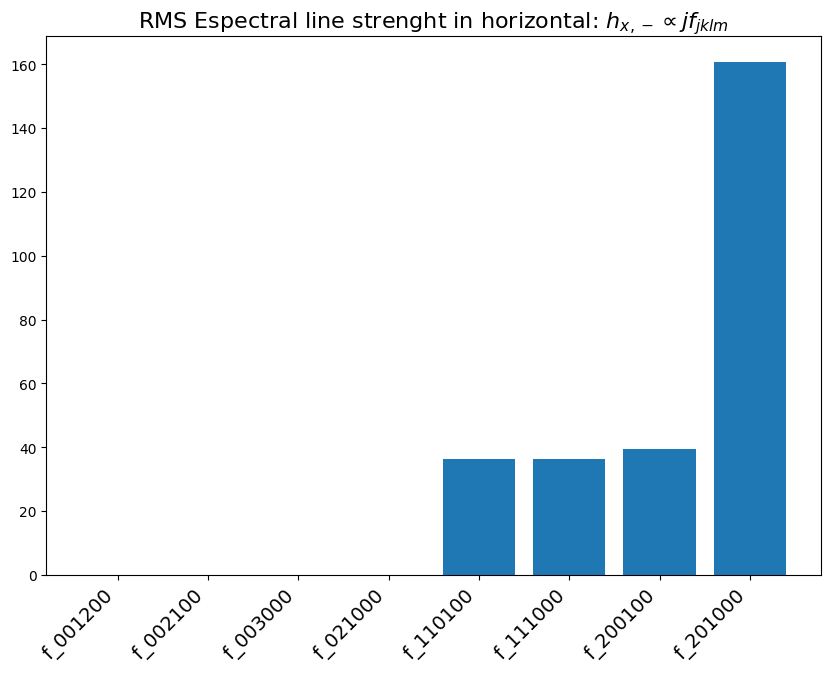 RMS Espectral line strenght in horizontal: $h_{x,-} \propto jf_{jklm}$
160
140
120
100
80
60
40
20
0
f_001200
f_002100
f_003000
f_021000
f_110100
f_111000
f_200100
f_201000